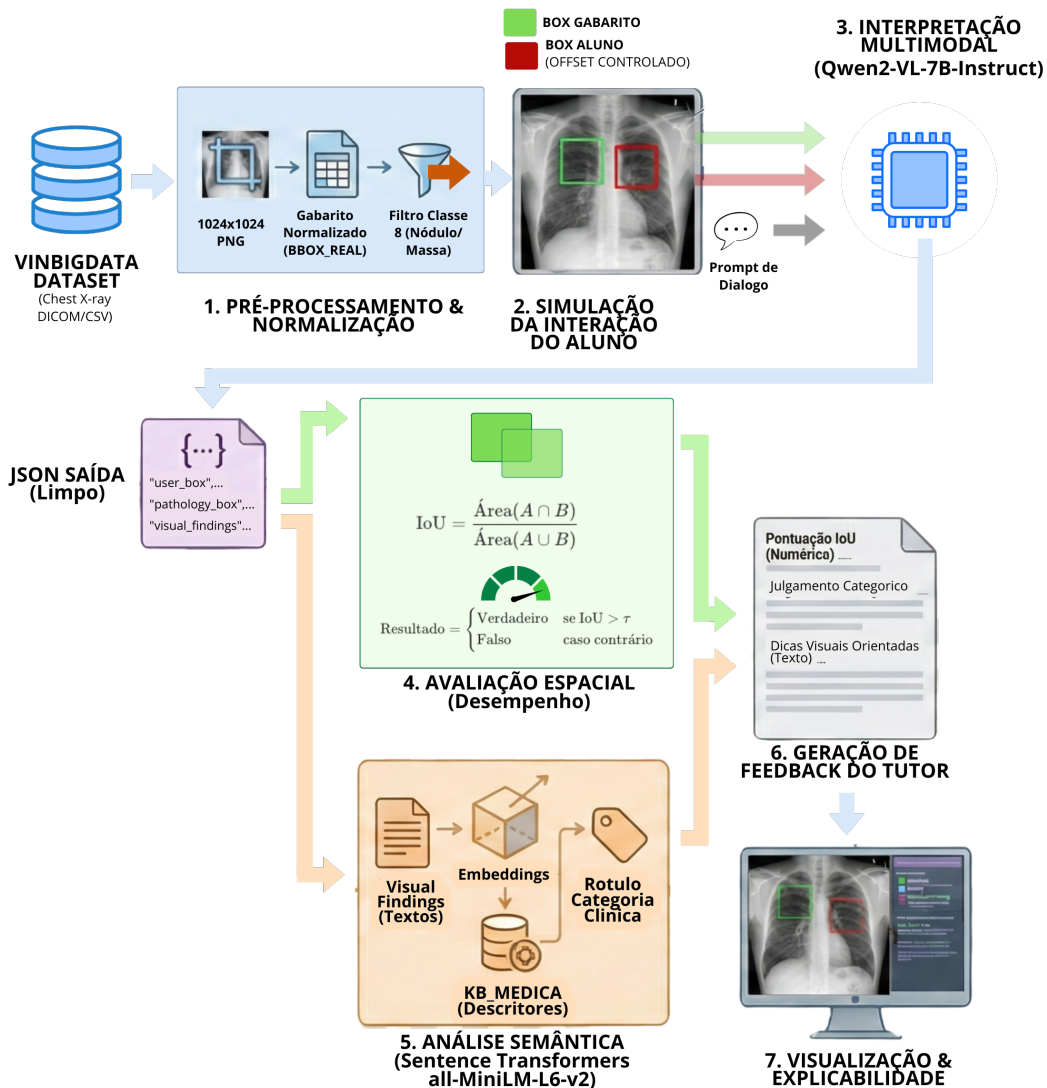 BOX GABARITO
BOX ALUNO
(OFFSET CONTROLADO)
3. INTERPRETAÇÃO
MULTIMODAL
(Qwen2-VL-7B-Instruct)
VINBIGDATA
DATASET
(Chest X-ray
DICOM/CSV)
1024x1024
PNG
Gabarito
Normalizado
(BBOX_REAL)
Filtro Classe
8 (Nódulo/
Massa)
1. PRÉ-PROCESSAMENTO &
NORMALIZAÇÃO
2. SIMULAÇÃO
DA INTERAÇÃO
DO ALUNO
Prompt de
Dialogo
JSON SAÍDA
(Limpo)
{...}
"user_box",...
"pathology_box",...
"visual_findings"...
IoU = Área(A ∩ B)
Área(A ∪ B)
Resultado = { Verdadeiro se IoU > τ
Falso caso contrário
4. AVALIAÇÃO ESPACIAL
(Desempenho)
Visual
Findings
(Textos)
Embeddings
Rotulo
Categoria
Clinica
KB_MEDICA
(Descritores)
5. ANÁLISE SEMÂNTICA
(Sentence Transformers
all-MiniLM-L6-v2)
Pontuação IoU
(Numérica) ...
Julgamento Categorico ...
Dicas Visuais Orientadas
(Texto) ...
6. GERAÇÃO DE
FEEDBACK DO TUTOR
7. VISUALIZAÇÃO &
EXPLICABILIDADE